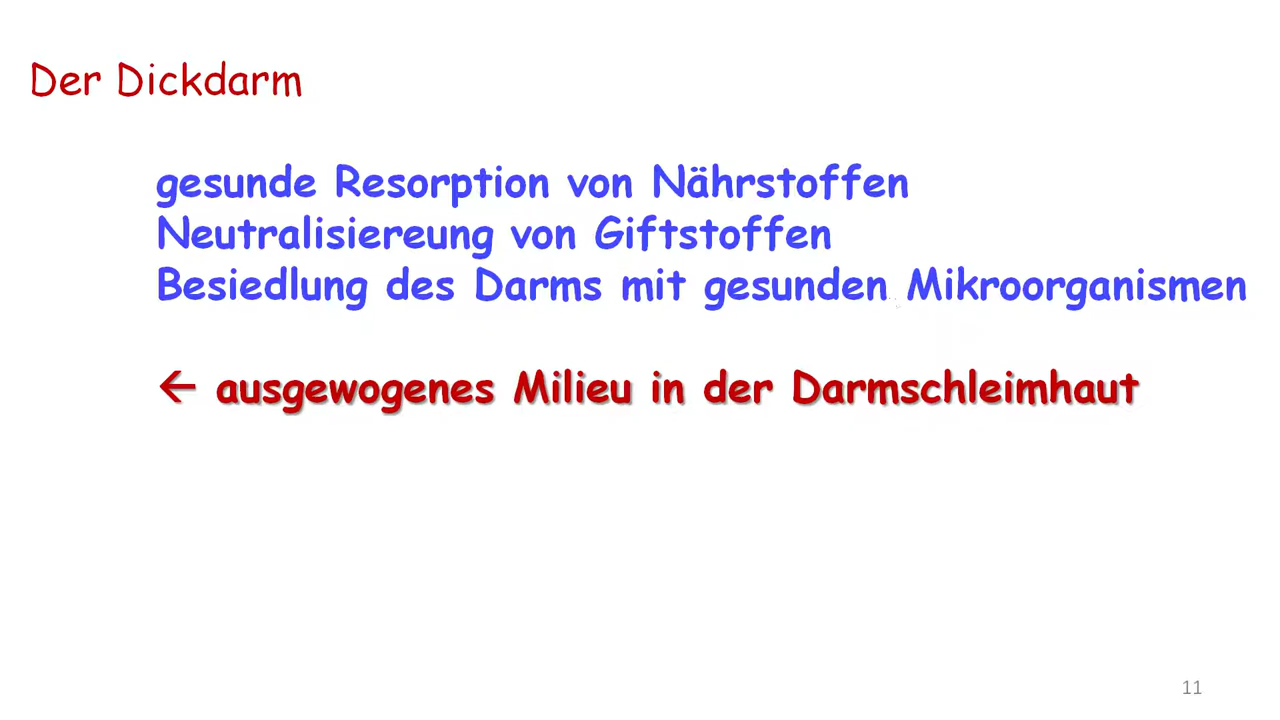 Der Dickdarm
gesunde Resorption von Nährstoffen
Neutralisiereung von Giftstoffen
Besiedlung des Darms mit gesunden Mikroorganismen
← ausgewogenes Milieu in der Darmschleimhaut
11